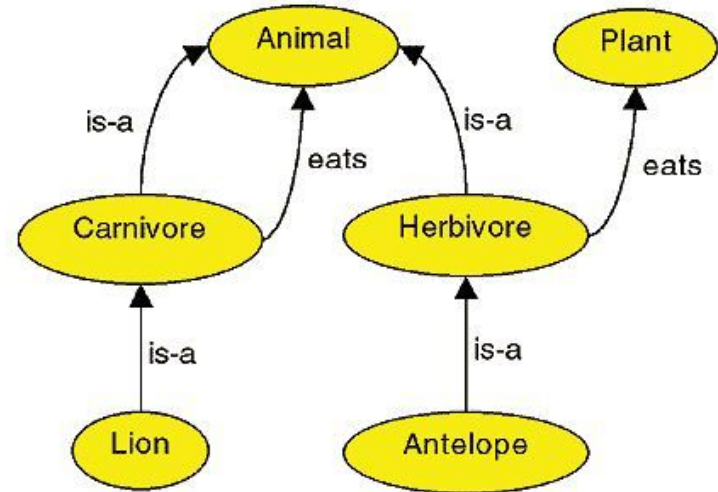 Animal
Plant
is-a
is-a
eats
eats
Carnivore
Herbivore
is-a
is-a
Lion
Antelope